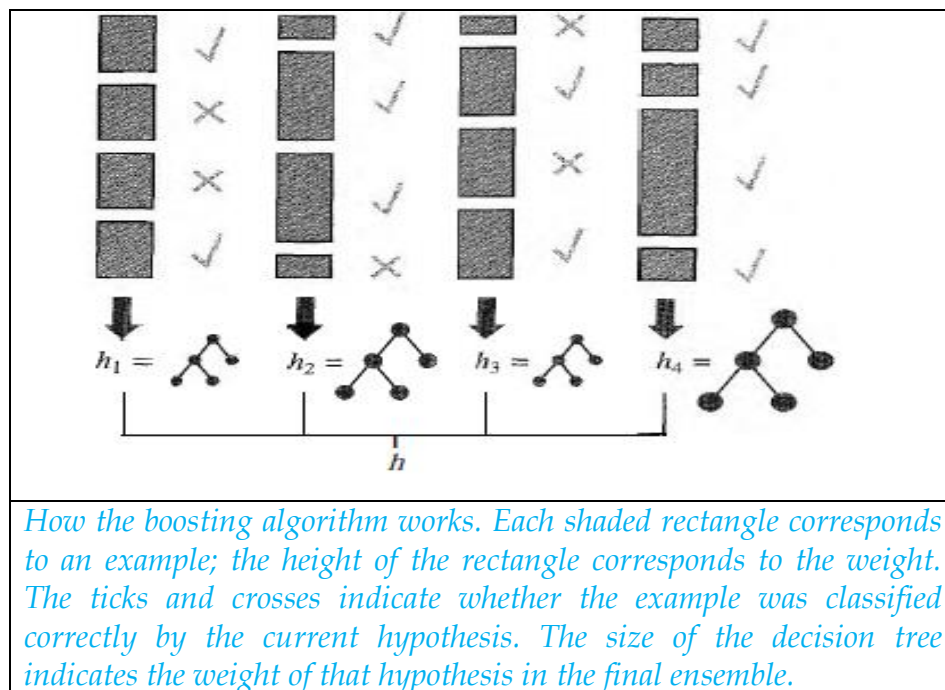 h₁ = h₂ = h₃ = h₄ =
h
How the boosting algorithm works. Each shaded rectangle corresponds
to an example; the height of the rectangle corresponds to the weight.
The ticks and crosses indicate whether the example was classified
correctly by the current hypothesis. The size of the decision tree
indicates the weight of that hypothesis in the final ensemble.